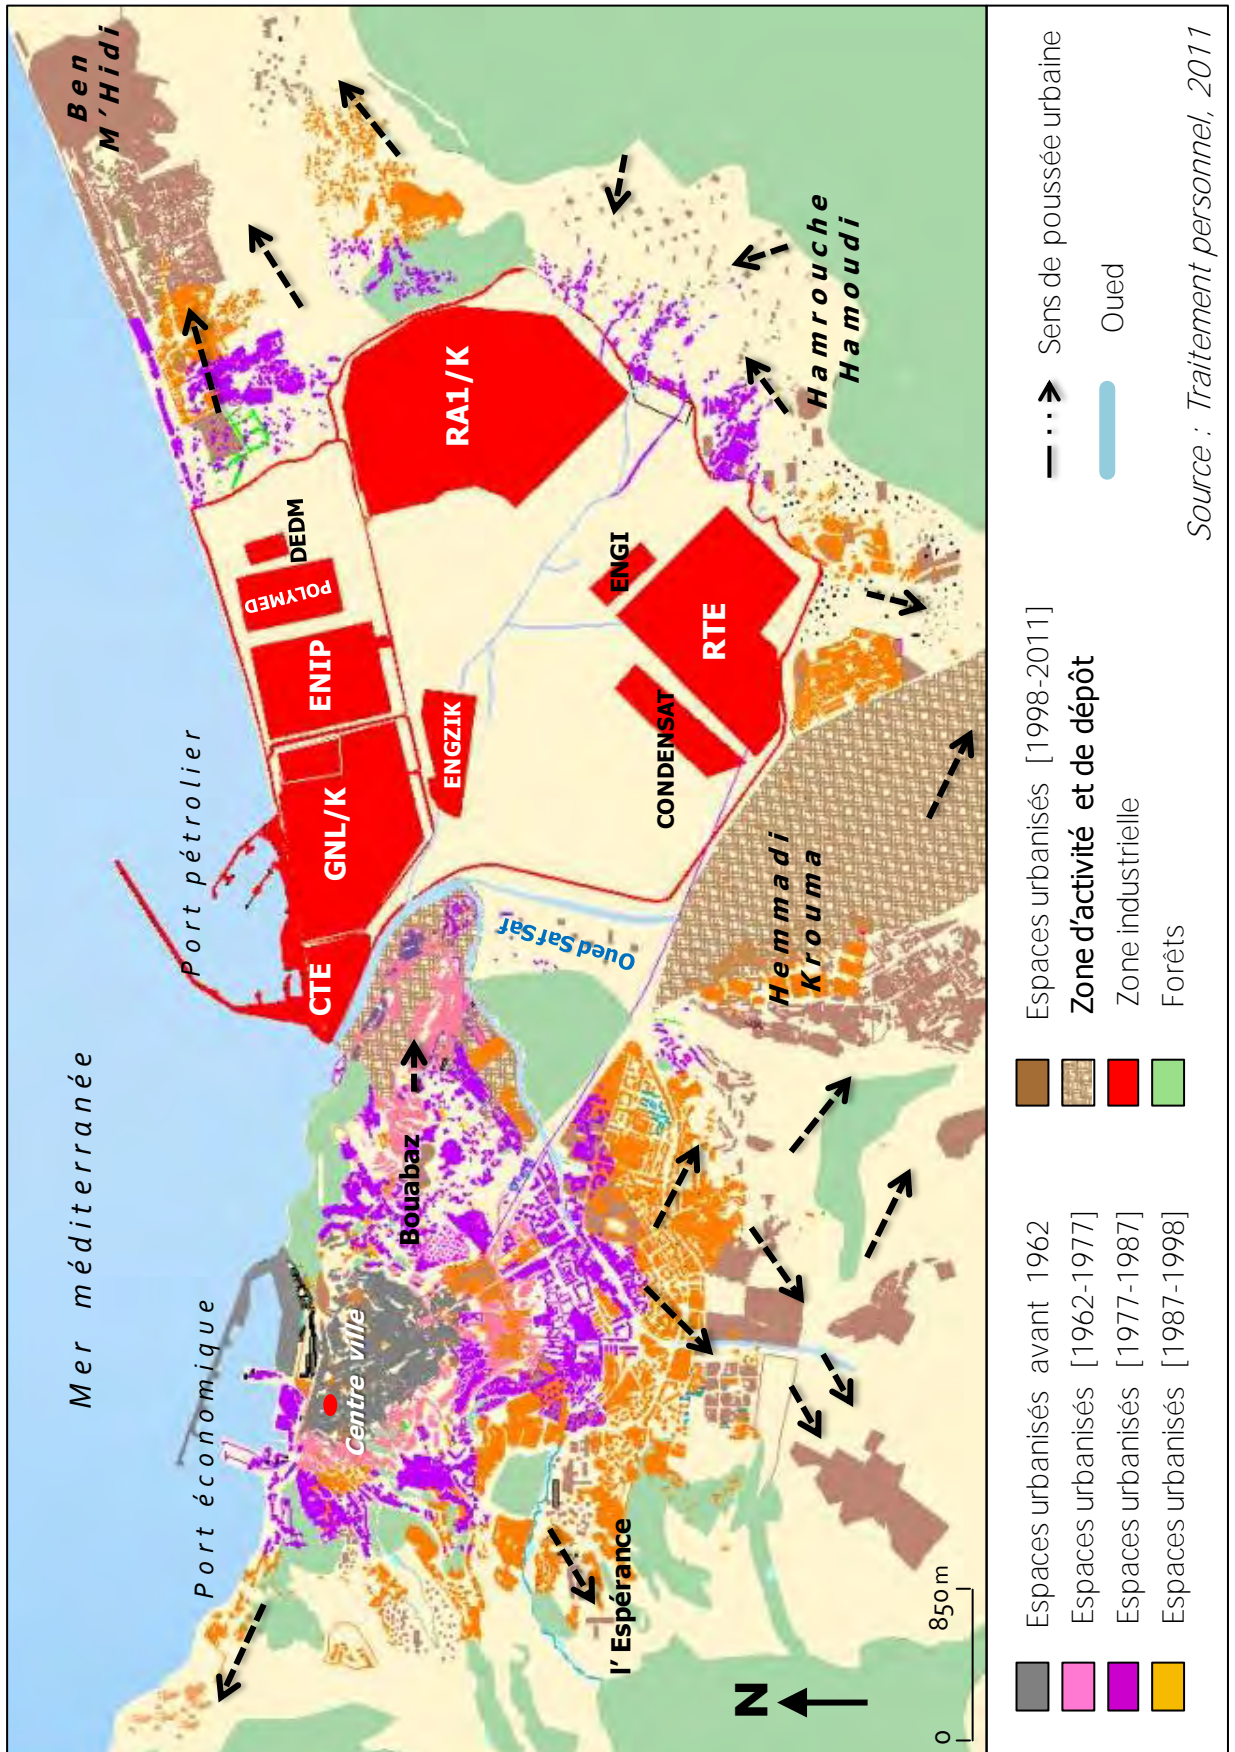 Mer méditerranée
Port économique
Port pétrolier
Ben
M'Hidi
CTE
GNL/K
ENIP
POLYMED
DEDM
RA1/K
ENGZIK
ENGI
RTE
CONDENSAT
Oued Saf Saf
Centre ville
Bouabaz
Hemmadi
Krouma
Hamrouche
Hamoudi
l' Espérance
N
0 850 m
Espaces urbanisés avant 1962
Espaces urbanisés [1962-1977]
Espaces urbanisés [1977-1987]
Espaces urbanisés [1987-1998]
Espaces urbanisés [1998-2011]
Zone d'activité et de dépôt
Zone industrielle
Forêts
Sens de poussée urbaine
Oued
Source : Traitement personnel, 2011